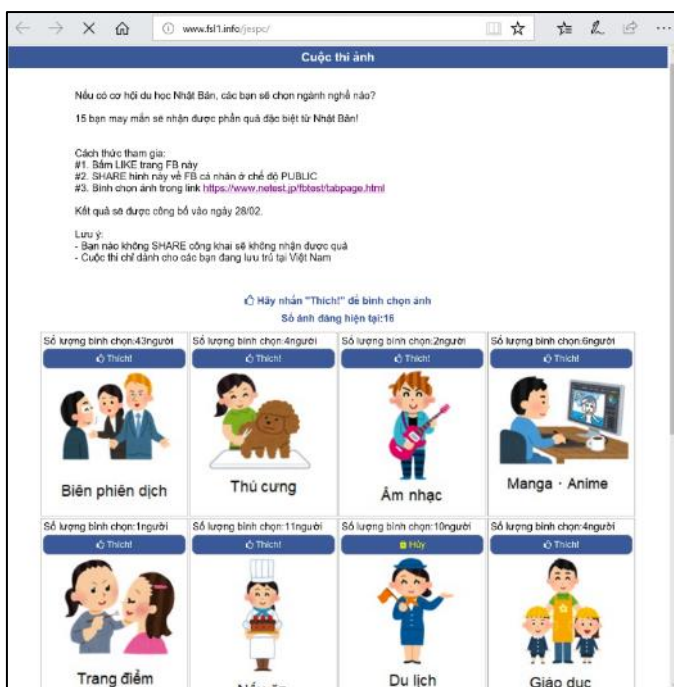 www.fsl1.info/jespc/
Cuộc thi ảnh
Nếu có cơ hội du học Nhật Bản, các bạn sẽ chọn ngành nghề nào?
15 bạn may mắn sẽ nhận được phần quà đặc biệt từ Nhật Bản!
Cách thức tham gia:
#1. Bấm LIKE trang FB này
#2. SHARE hình này về FB cá nhân ở chế độ PUBLIC
#3. Bình chọn ảnh trong link https://www.netest.jp/fbtest/tabpage.html
Kết quả sẽ được công bố vào ngày 28/02.
Lưu ý:
- Bạn nào không SHARE công khai sẽ không nhận được quà
- Cuộc thi chỉ dành cho các bạn đang lưu trú tại Việt Nam
Hãy nhấn "Thích!" để bình chọn ảnh
Số ảnh đăng hiện tại:16
Số lượng bình chọn:43người Số lượng bình chọn:4người Số lượng bình chọn:2người Số lượng bình chọn:6người
Thích! Thích! Thích! Thích!
Biên phiên dịch Thú cưng Âm nhạc Manga・Anime
Số lượng bình chọn:1người Số lượng bình chọn:11người Số lượng bình chọn:10người Số lượng bình chọn:4người
Thích! Thích! Hủy Thích!
Trang điểm Nấu ăn Du lịch Giáo dục